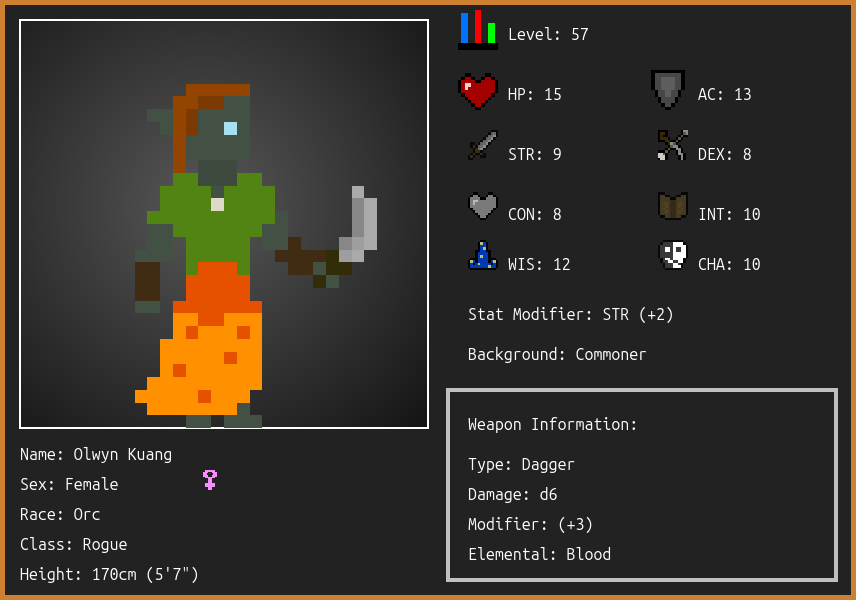 Level: 57
HP: 15
AC: 13
STR: 9
DEX: 8
CON: 8
INT: 10
WIS: 12
CHA: 10
Stat Modifier: STR (+2)
Background: Commoner
Weapon Information:
Type: Dagger
Damage: d6
Modifier: (+3)
Elemental: Blood
Name: Olwyn Kuang
Sex: Female
Race: Orc
Class: Rogue
Height: 170cm (5'7")